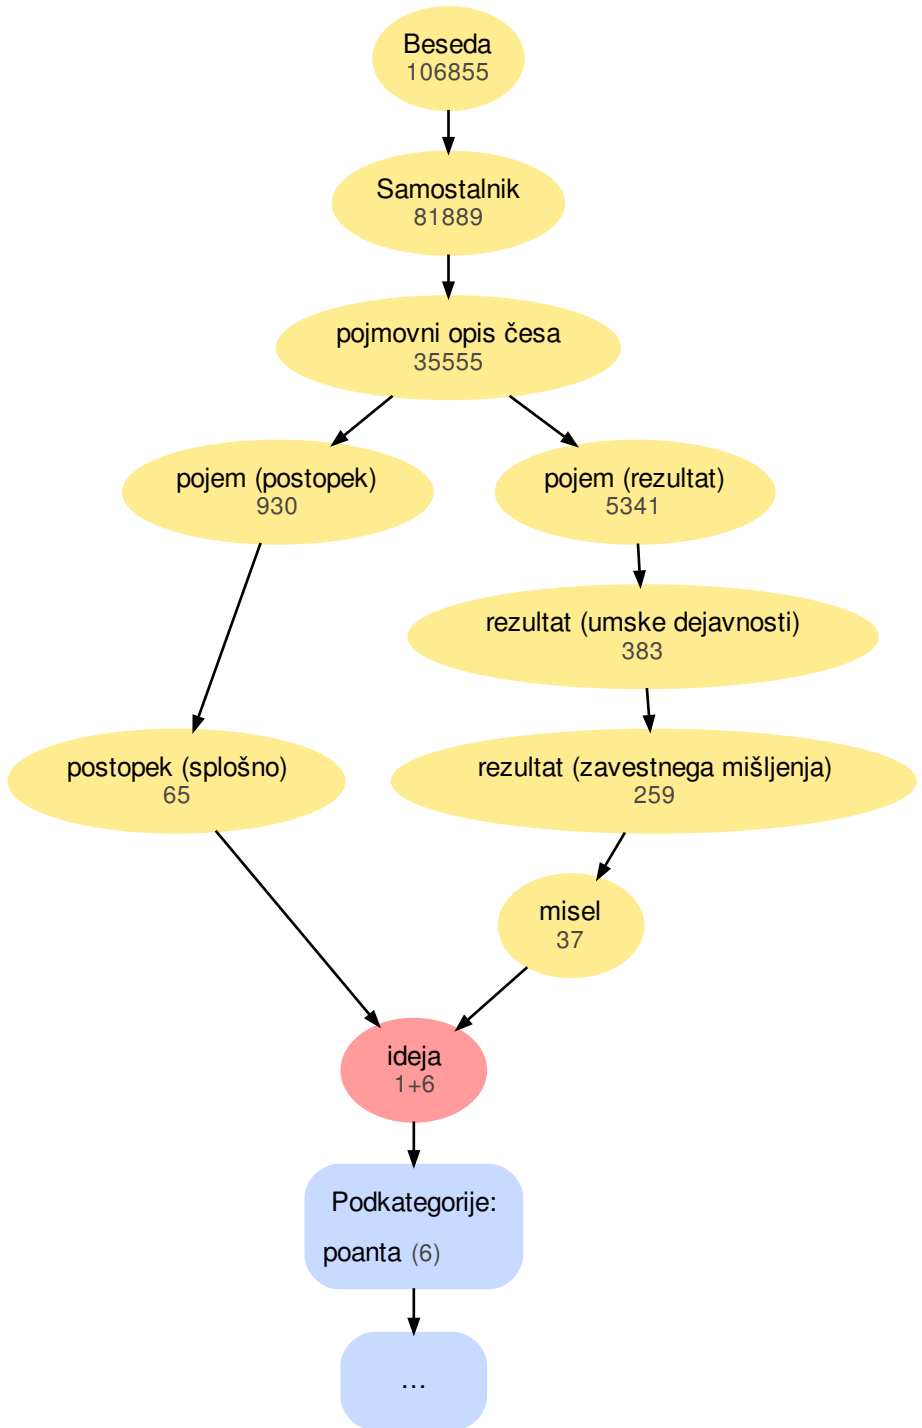 Beseda
106855
Samostalnik
81889
pojmovni opis česa
35555
pojem (postopek)
930
pojem (rezultat)
5341
rezultat (umske dejavnosti)
383
postopek (splošno)
65
rezultat (zavestnega mišljenja)
259
misel
37
ideja
1+6
Podkategorije:
poanta (6)
…